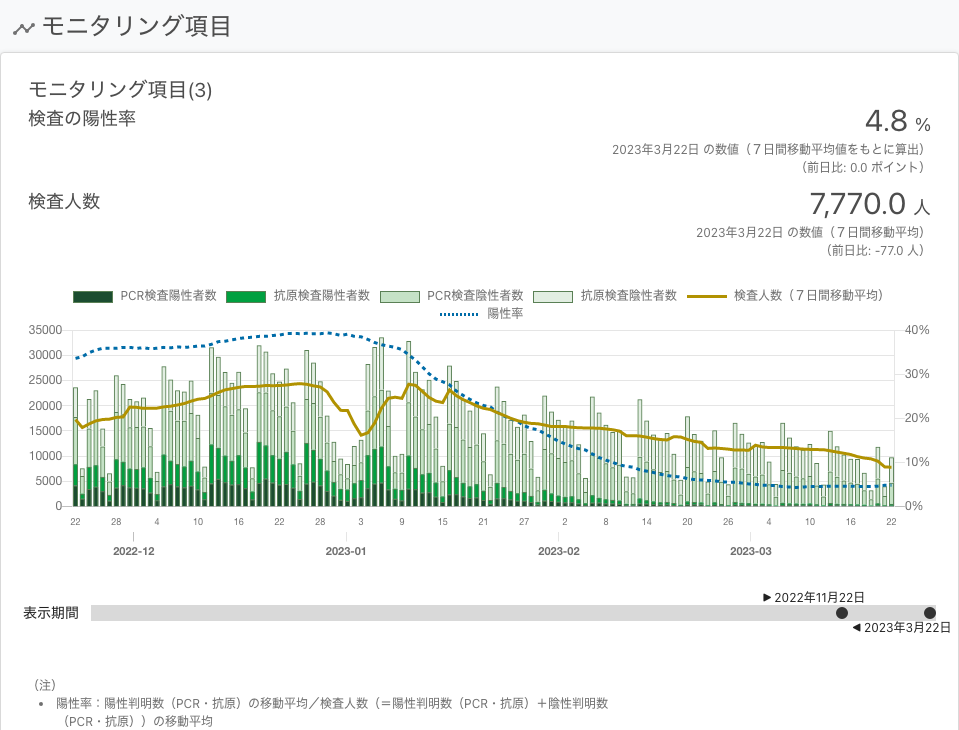 モニタリング項目
モニタリング項目(3)
検査の陽性率
4.8 %
2023年3月22日 の数値（７日間移動平均値をもとに算出）
（前日比: 0.0 ポイント）
検査人数
7,770.0 人
2023年3月22日 の数値（７日間移動平均）
（前日比: -77.0 人）
PCR検査陽性者数 抗原検査陽性者数 PCR検査陰性者数 抗原検査陰性者数 検査人数（７日間移動平均）
陽性率
35000 40%
30000
25000 30%
20000 20%
15000
10000 10%
5000
0 0%
22 28 4 10 16 22 28 3 9 15 21 27 2 8 14 20 26 4 10 16 22
2022-12 2023-01 2023-02 2023-03
▶ 2022年11月22日
表示期間
◀ 2023年3月22日
（注）
• 陽性率：陽性判明数（PCR・抗原）の移動平均／検査人数（＝陽性判明数（PCR・抗原）＋陰性判明数
（PCR・抗原））の移動平均